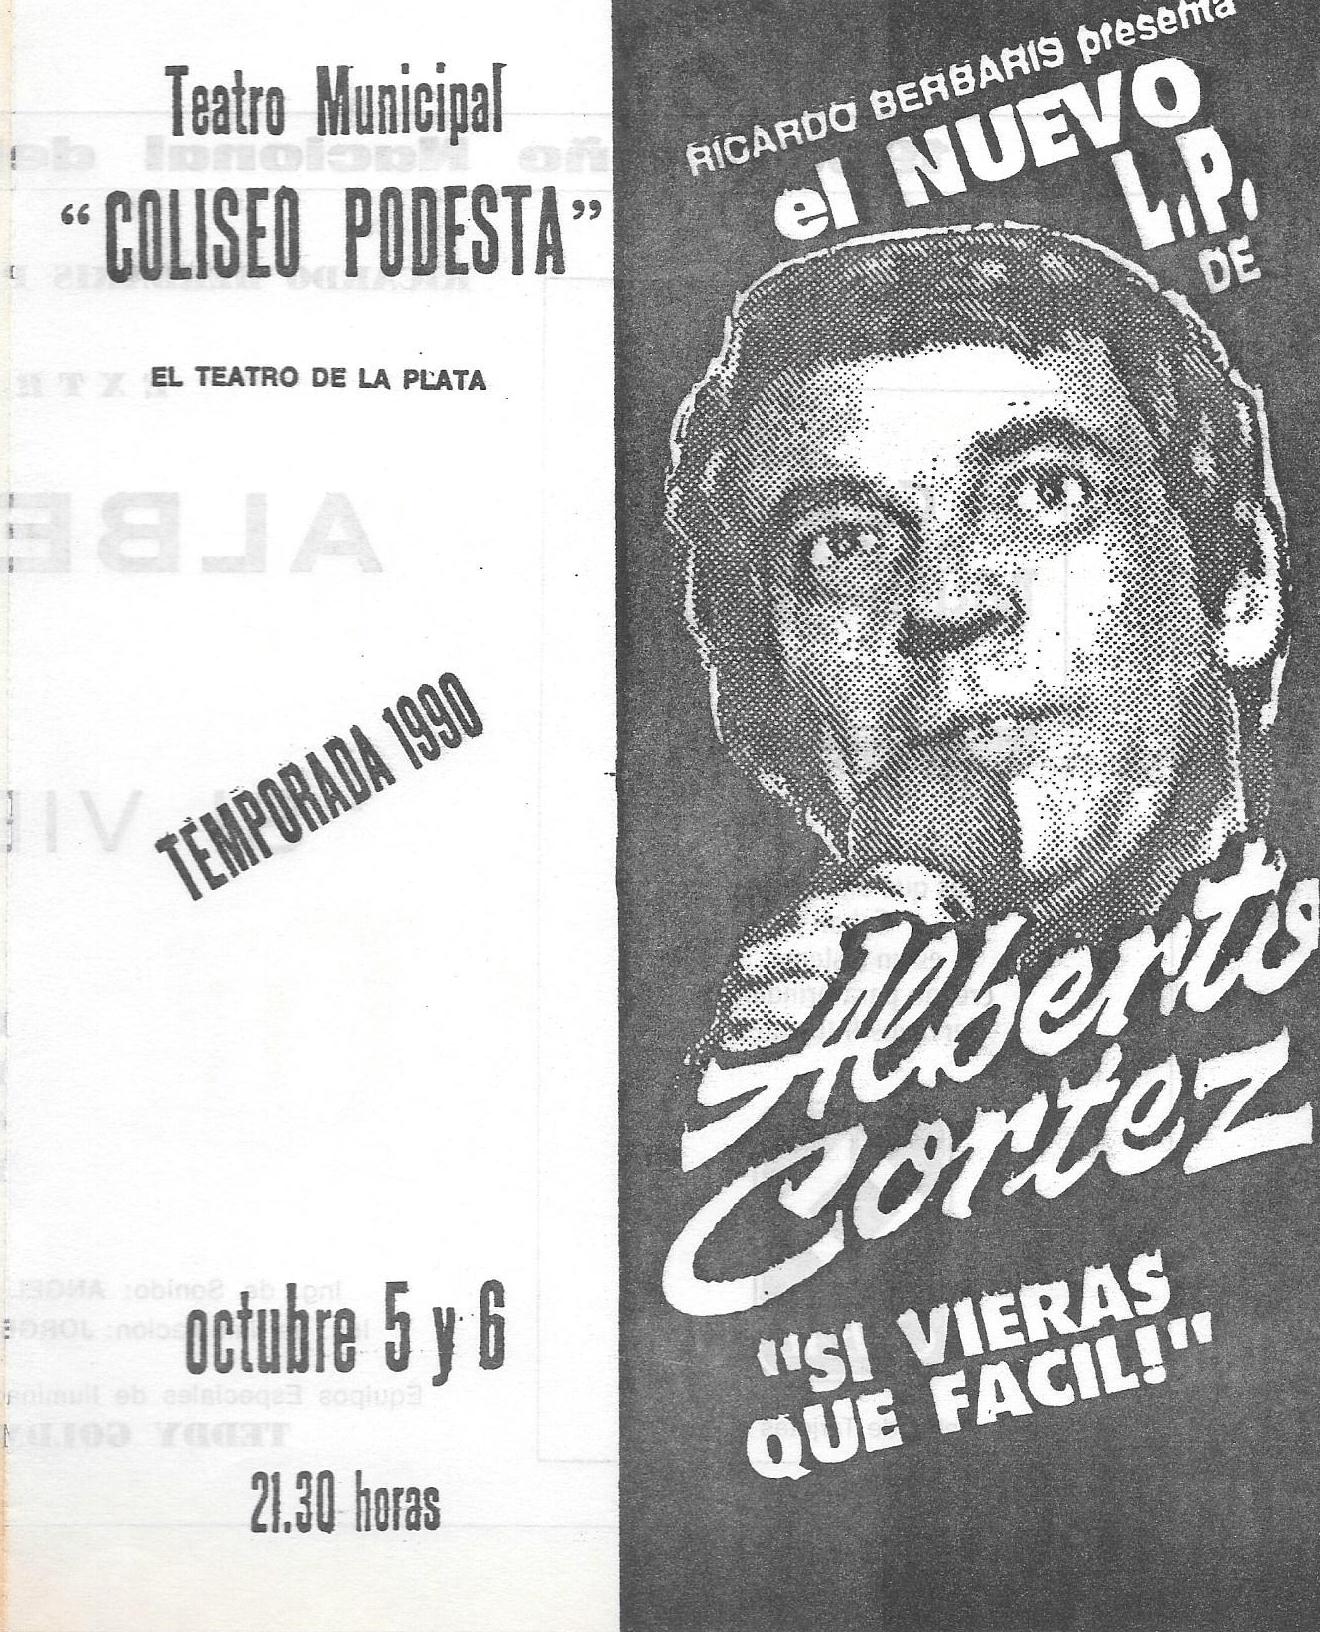 Teatro Municipal
“COLISEO PODESTA”
EL TEATRO DE LA PLATA
TEMPORADA 1990
octubre 5 y 6
21.30 horas
RICARDO BERBARIS presenta
el NUEVO
L.P.
DE
Alberto
Cortez
"SI VIERAS
QUE FACIL!"